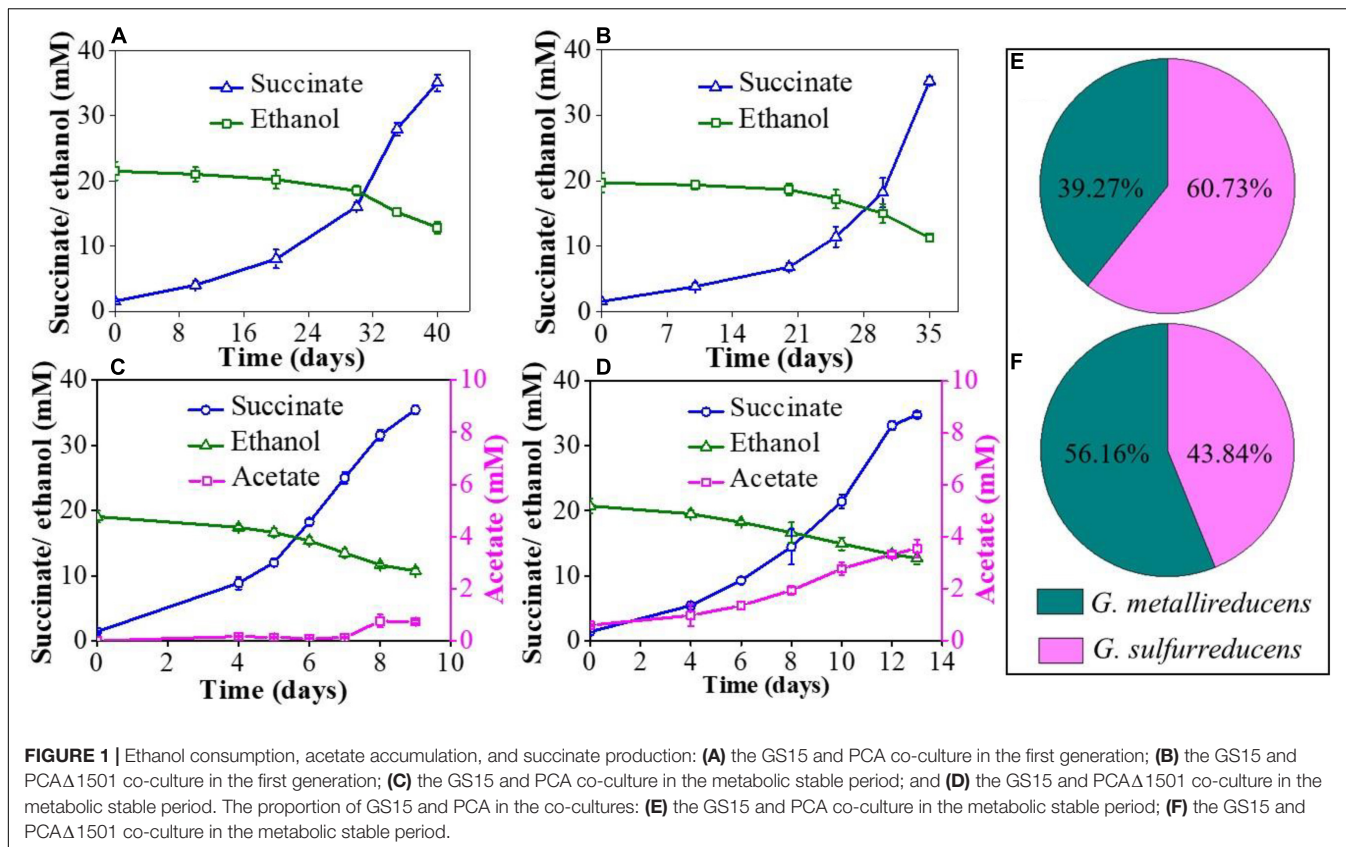 A
Succinate/ ethanol (mM)
40
30
20
10
0
Succinate
Ethanol
0 8 16 24 32 40
Time (days)
B
Succinate/ ethanol (mM)
40
30
20
10
0
Succinate
Ethanol
0 7 14 21 28 35
Time (days)
C
Succinate/ ethanol (mM)
40
30
20
10
0
Succinate
Ethanol
Acetate
10
8
6
4
2
0
Acetate (mM)
0 2 4 6 8 10
Time (days)
D
Succinate/ ethanol (mM)
40
30
20
10
0
Succinate
Ethanol
Acetate
10
8
6
4
2
0
Acetate (mM)
0 2 4 6 8 10 12 14
Time (days)
E
39.27% 60.73%
F
56.16% 43.84%
G. metallireducens
G. sulfurreducens
FIGURE 1 | Ethanol consumption, acetate accumulation, and succinate production: (A) the GS15 and PCA co-culture in the first generation; (B) the GS15 and
PCAΔ1501 co-culture in the first generation; (C) the GS15 and PCA co-culture in the metabolic stable period; and (D) the GS15 and PCAΔ1501 co-culture in the
metabolic stable period. The proportion of GS15 and PCA in the co-cultures: (E) the GS15 and PCA co-culture in the metabolic stable period; (F) the GS15 and
PCAΔ1501 co-culture in the metabolic stable period.